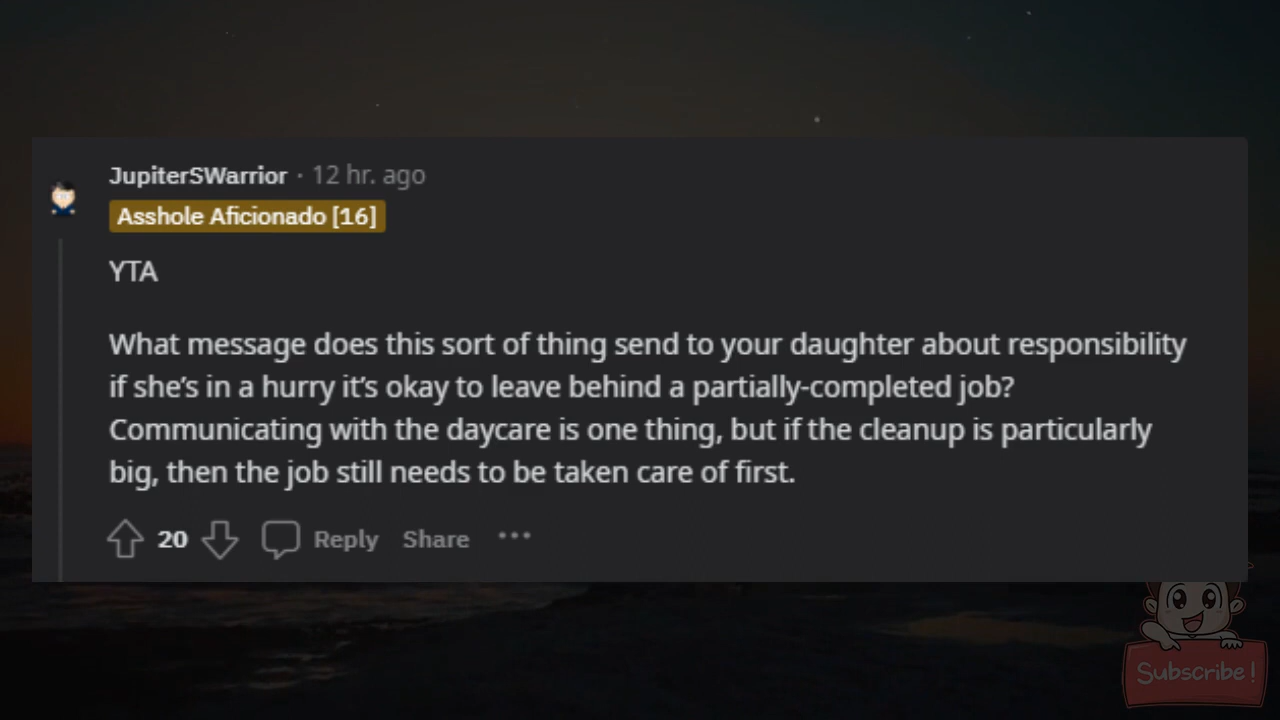 JupiterSWarrior · 12 hr. ago
Asshole Aficionado [16]
YTA
What message does this sort of thing send to your daughter about responsibility
if she’s in a hurry it’s okay to leave behind a partially-completed job?
Communicating with the daycare is one thing, but if the cleanup is particularly
big, then the job still needs to be taken care of first.
20 Reply Share ···
Subscribe !